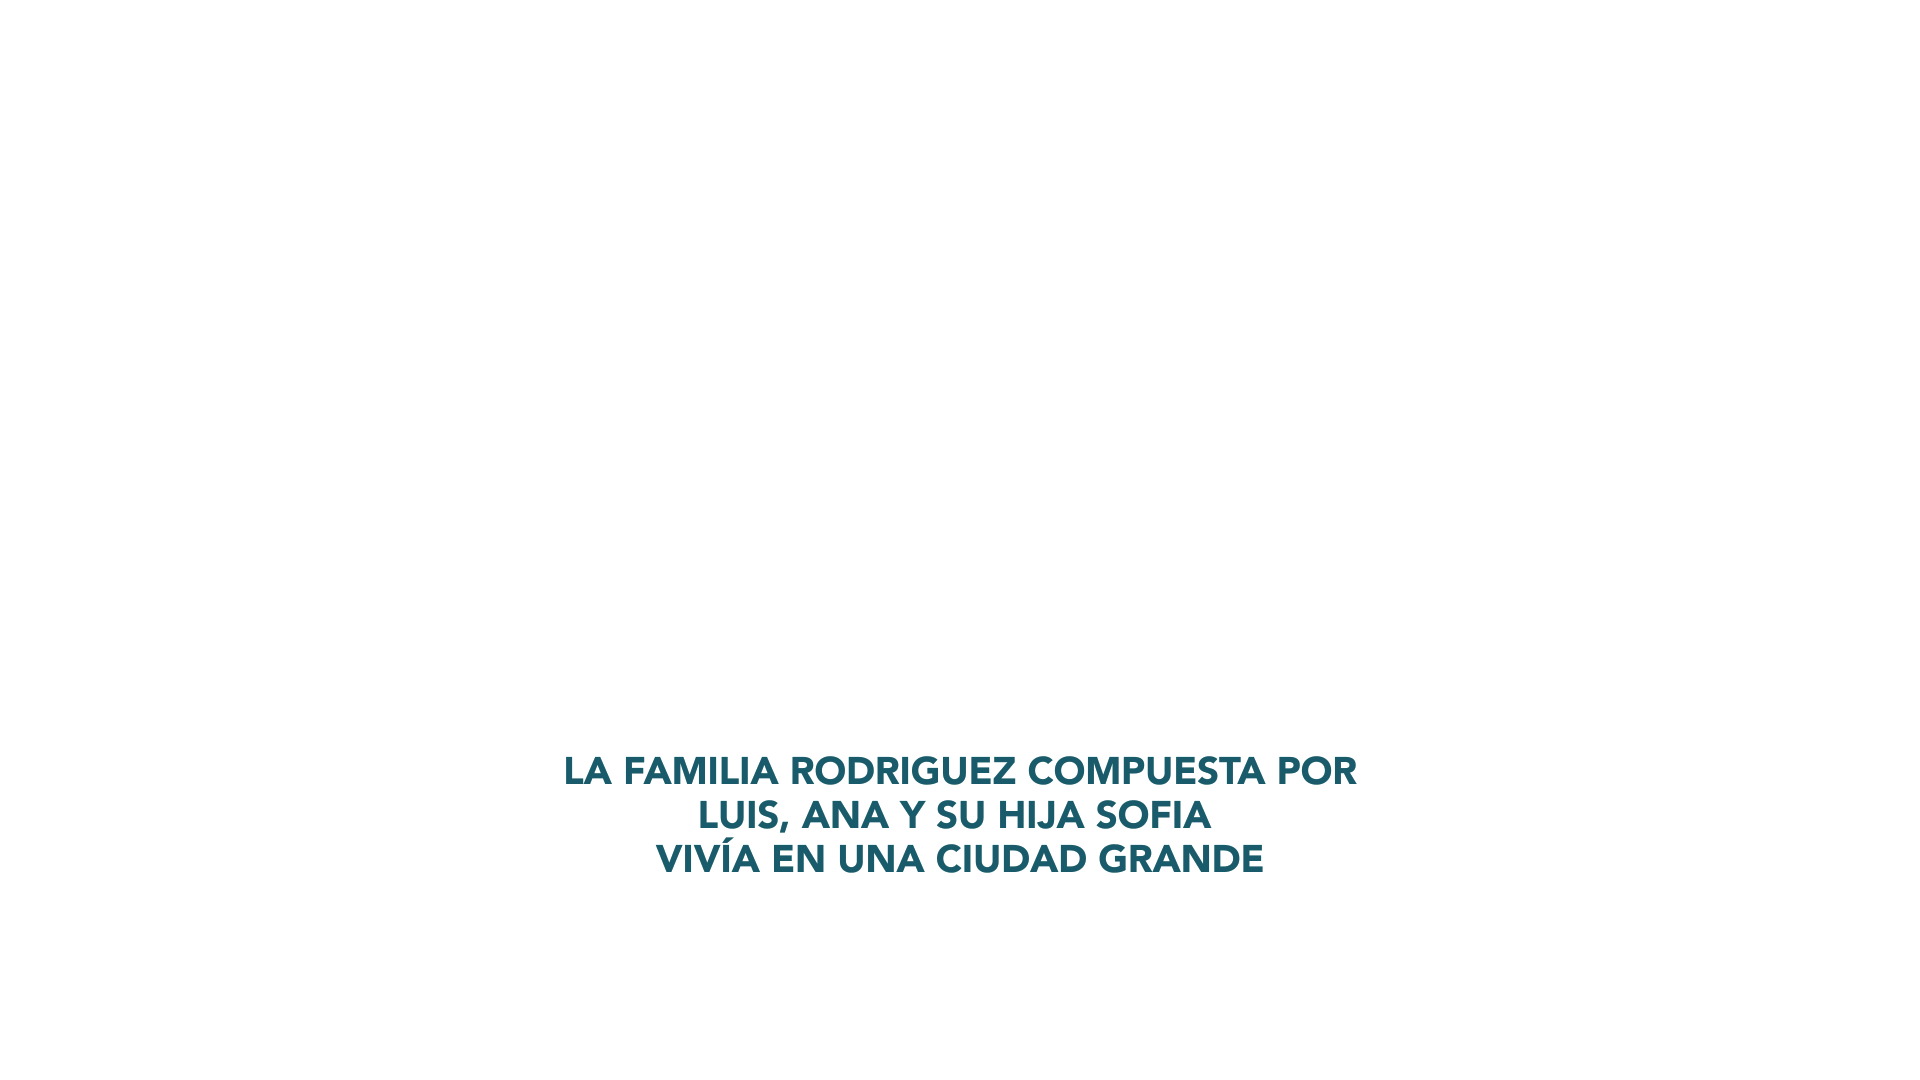 LA FAMILIA RODRIGUEZ COMPUESTA POR
LUIS, ANA Y SU HIJA SOFIA
VIVÍA EN UNA CIUDAD GRANDE